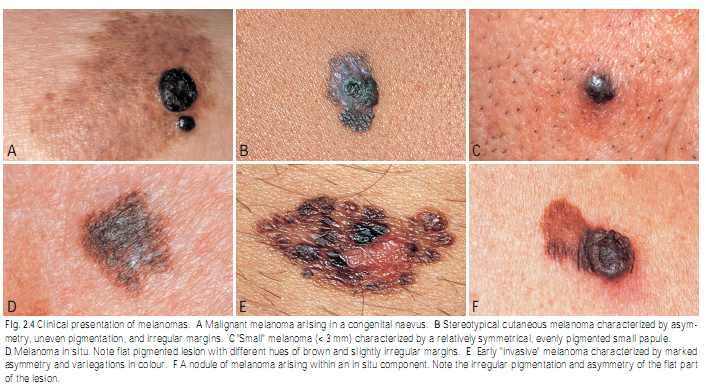 A
B
C
D
E
F
Fig. 2.4 Clinical presentation of melanomas. A Malignant melanoma arising in a congenital naevus. B Stereotypical cutaneous melanoma characterized by asym-
metry, uneven pigmentation, and irregular margins. C "Small" melanoma (< 3 mm) characterized by a relatively symmetrical, evenly pigmented small papule.
D Melanoma in situ. Note flat pigmented lesion with different hues of brown and slightly irregular margins. E Early "invasive" melanoma characterized by marked
asymmetry and variegations in colour. F A nodule of melanoma arising within an in situ component. Note the irregular pigmentation and asymmetry of the flat part
of the lesion.